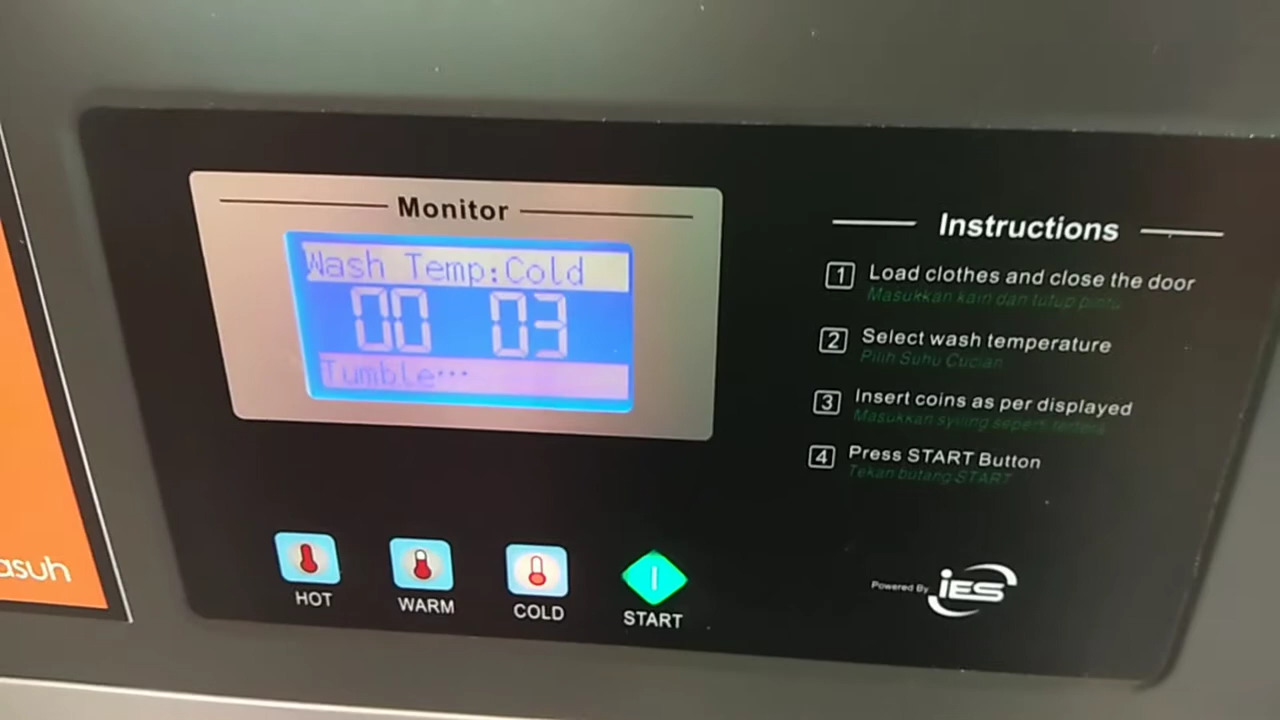 Monitor
Wash Temp:Cold
00 03
Tumble...
Instructions
1 Load clothes and close the door
Masukkan kain dan tutup pintu
2 Select wash temperature
Pilih Suhu Cucian
3 Insert coins as per displayed
Masukkan syiling seperti tertera
4 Press START Button
Tekan butang START
HOT
WARM
COLD
START
Powered By iES
asuh